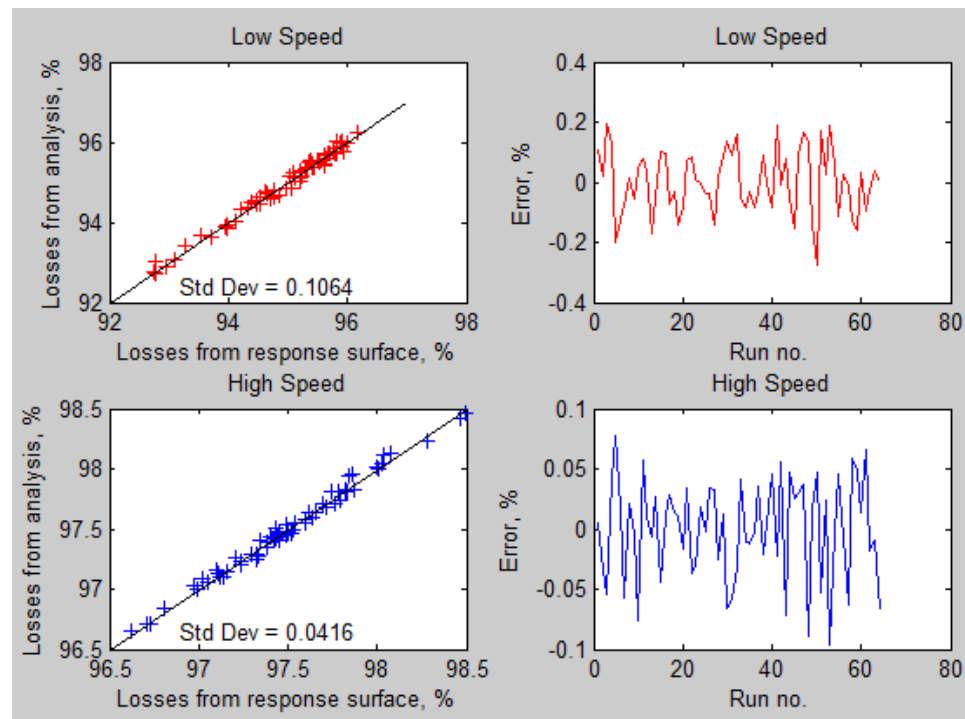 Low Speed
98
96
94
92
Losses from analysis, %
Std Dev = 0.1064
92 94 96 98
Losses from response surface, %
Low Speed
0.4
0.2
0
-0.2
-0.4
Error, %
0 20 40 60 80
Run no.
High Speed
98.5
98
97.5
97
96.5
Losses from analysis, %
Std Dev = 0.0416
96.5 97 97.5 98 98.5
Losses from response surface, %
High Speed
0.1
0.05
0
-0.05
-0.1
Error, %
0 20 40 60 80
Run no.